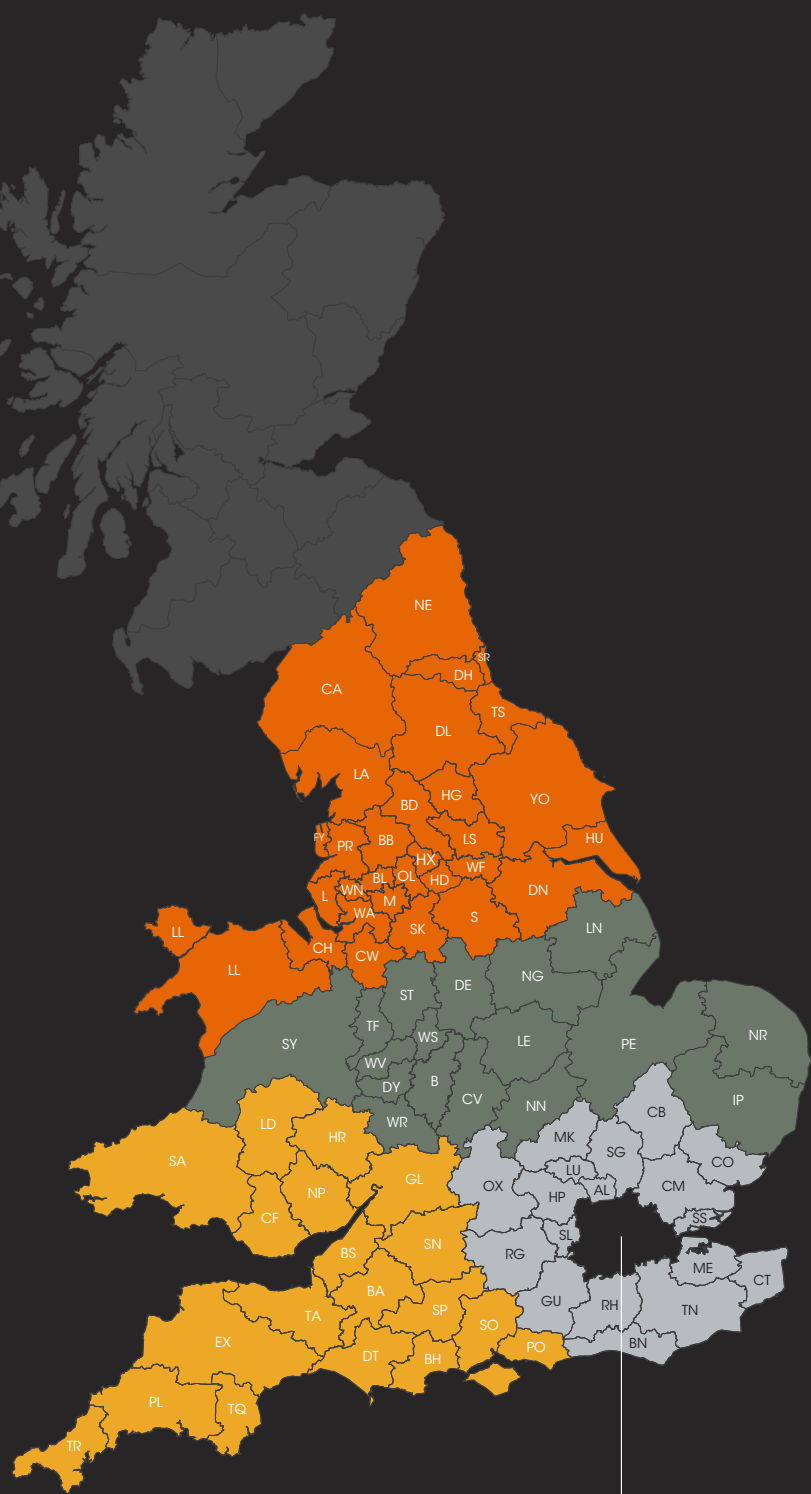 NE
SR
DH
CA
TS
DL
LA
HG
YO
BD
FY
PR
BB
LS
HU
HX
WF
BL
OL
HD
WN
DN
L
M
WA
S
SK
LL
LN
CH
CW
LL
NG
ST
DE
TF
WS
SY
LE
PE
NR
WV
B
DY
CV
IP
NN
WR
LD
CB
HR
MK
SG
SA
LU
CO
GL
OX
AL
CM
NP
HP
CF
SS
SL
SN
BS
RG
ME
CT
BA
GU
RH
TN
SP
TA
SO
EX
PO
BN
DT
BH
PL
TQ
TR